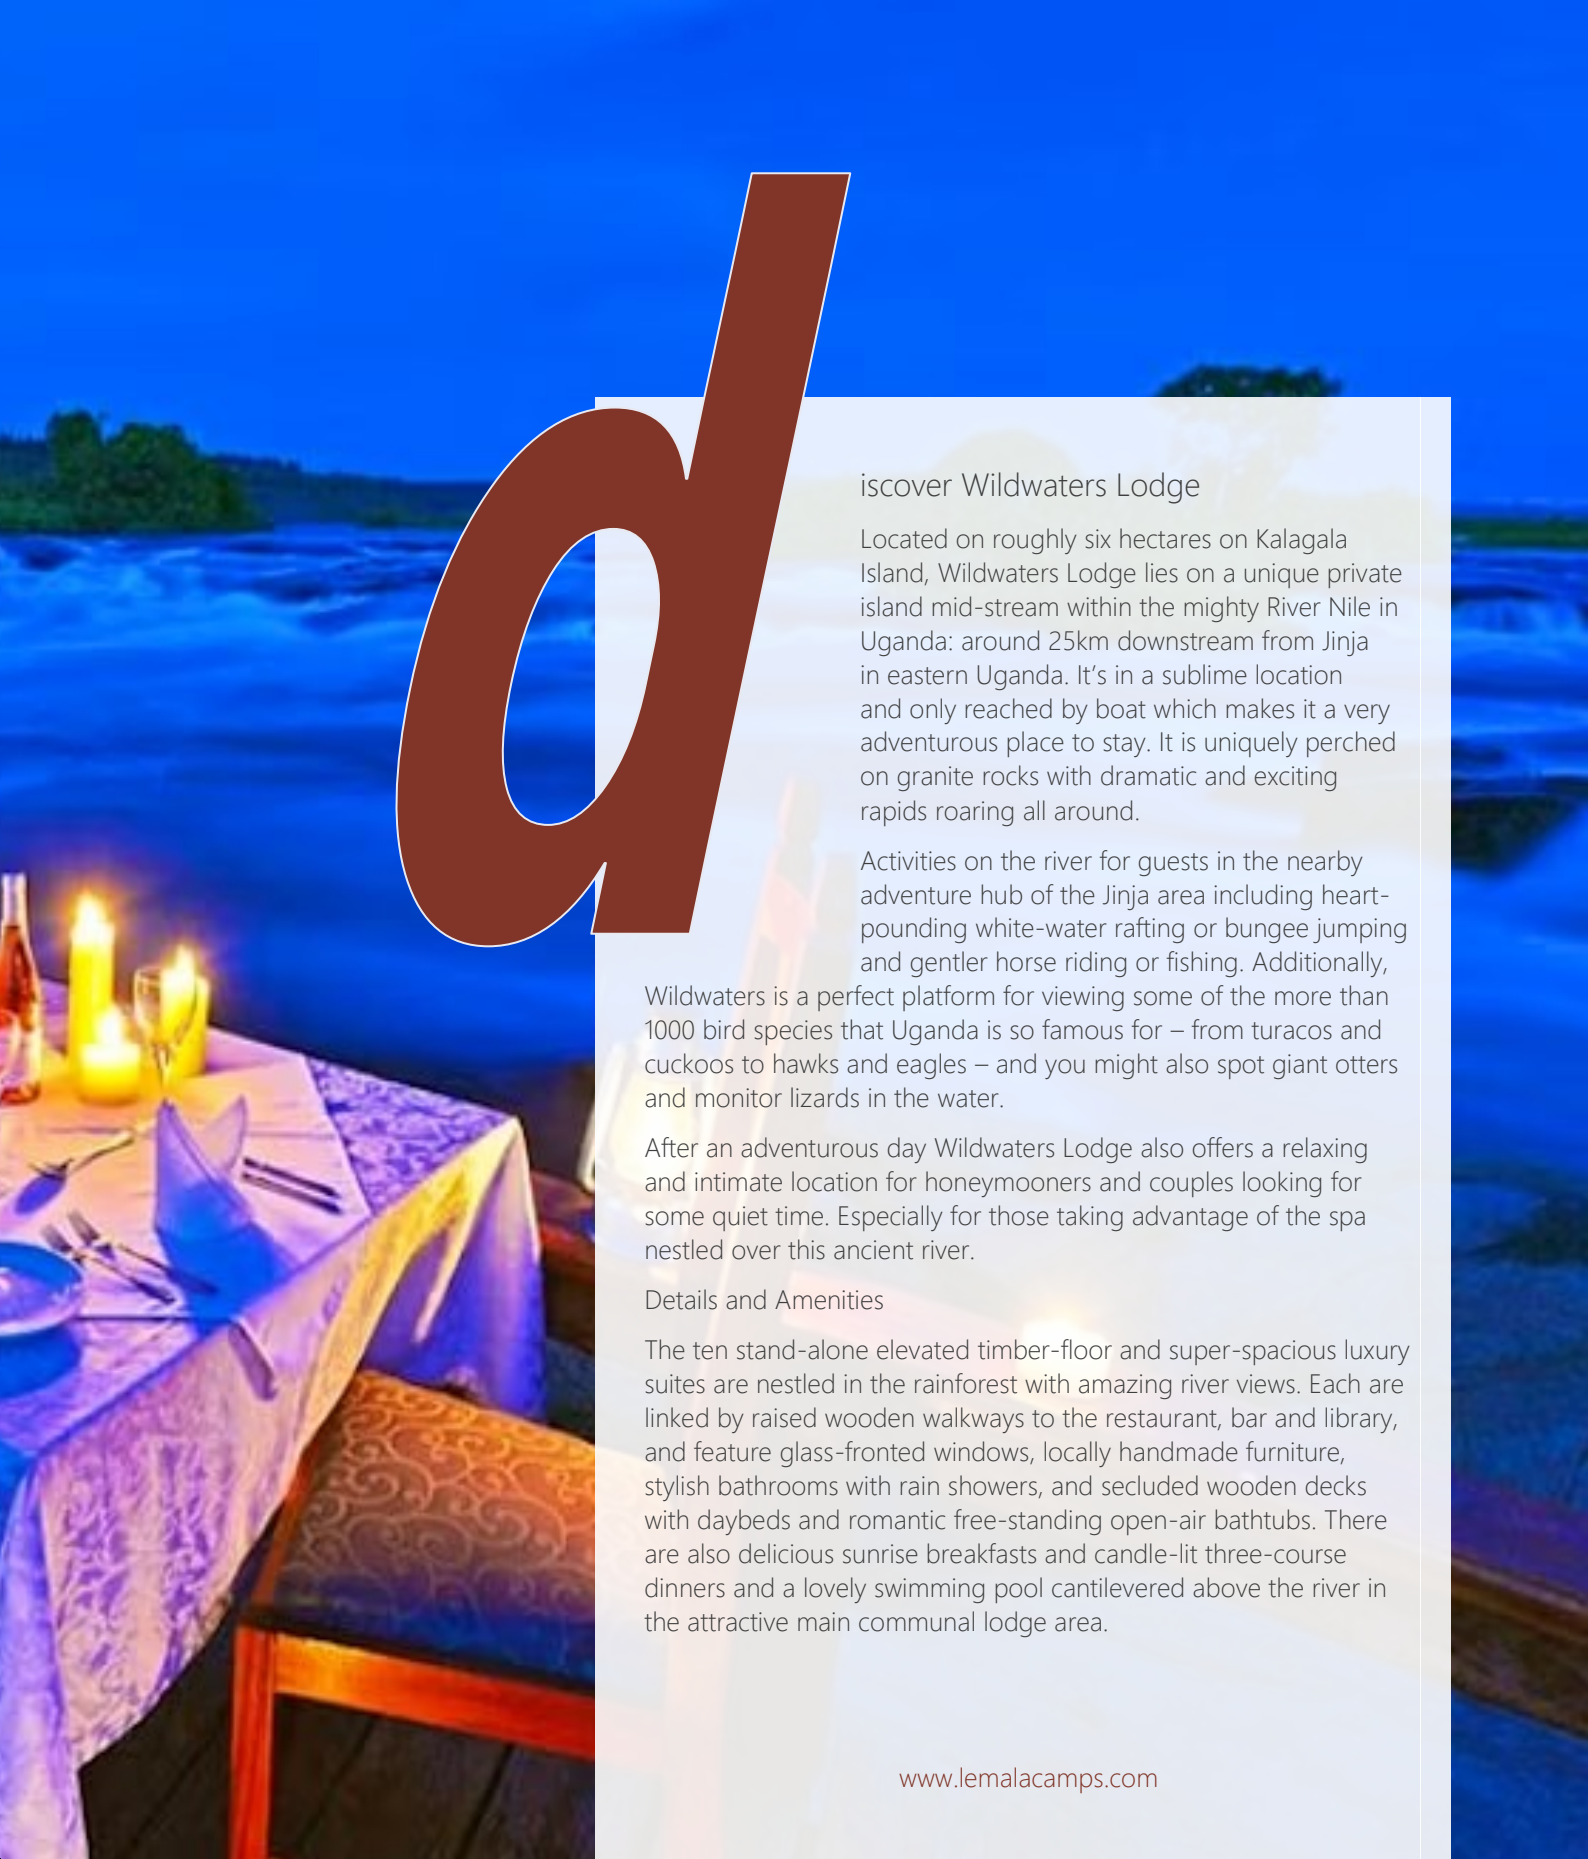 discover Wildwaters Lodge
Located on roughly six hectares on Kalagala
Island, Wildwaters Lodge lies on a unique private
island mid-stream within the mighty River Nile in
Uganda: around 25km downstream from Jinja
in eastern Uganda. It’s in a sublime location
and only reached by boat which makes it a very
adventurous place to stay. It is uniquely perched
on granite rocks with dramatic and exciting
rapids roaring all around.
Activities on the river for guests in the nearby
adventure hub of the Jinja area including heart-
pounding white-water rafting or bungee jumping
and gentler horse riding or fishing. Additionally,
Wildwaters is a perfect platform for viewing some of the more than
1000 bird species that Uganda is so famous for – from turacos and
cuckoos to hawks and eagles – and you might also spot giant otters
and monitor lizards in the water.
After an adventurous day Wildwaters Lodge also offers a relaxing
and intimate location for honeymooners and couples looking for
some quiet time. Especially for those taking advantage of the spa
nestled over this ancient river.
Details and Amenities
The ten stand-alone elevated timber-floor and super-spacious luxury
suites are nestled in the rainforest with amazing river views. Each are
linked by raised wooden walkways to the restaurant, bar and library,
and feature glass-fronted windows, locally handmade furniture,
stylish bathrooms with rain showers, and secluded wooden decks
with daybeds and romantic free-standing open-air bathtubs. There
are also delicious sunrise breakfasts and candle-lit three-course
dinners and a lovely swimming pool cantilevered above the river in
the attractive main communal lodge area.
www.lemalacamps.com